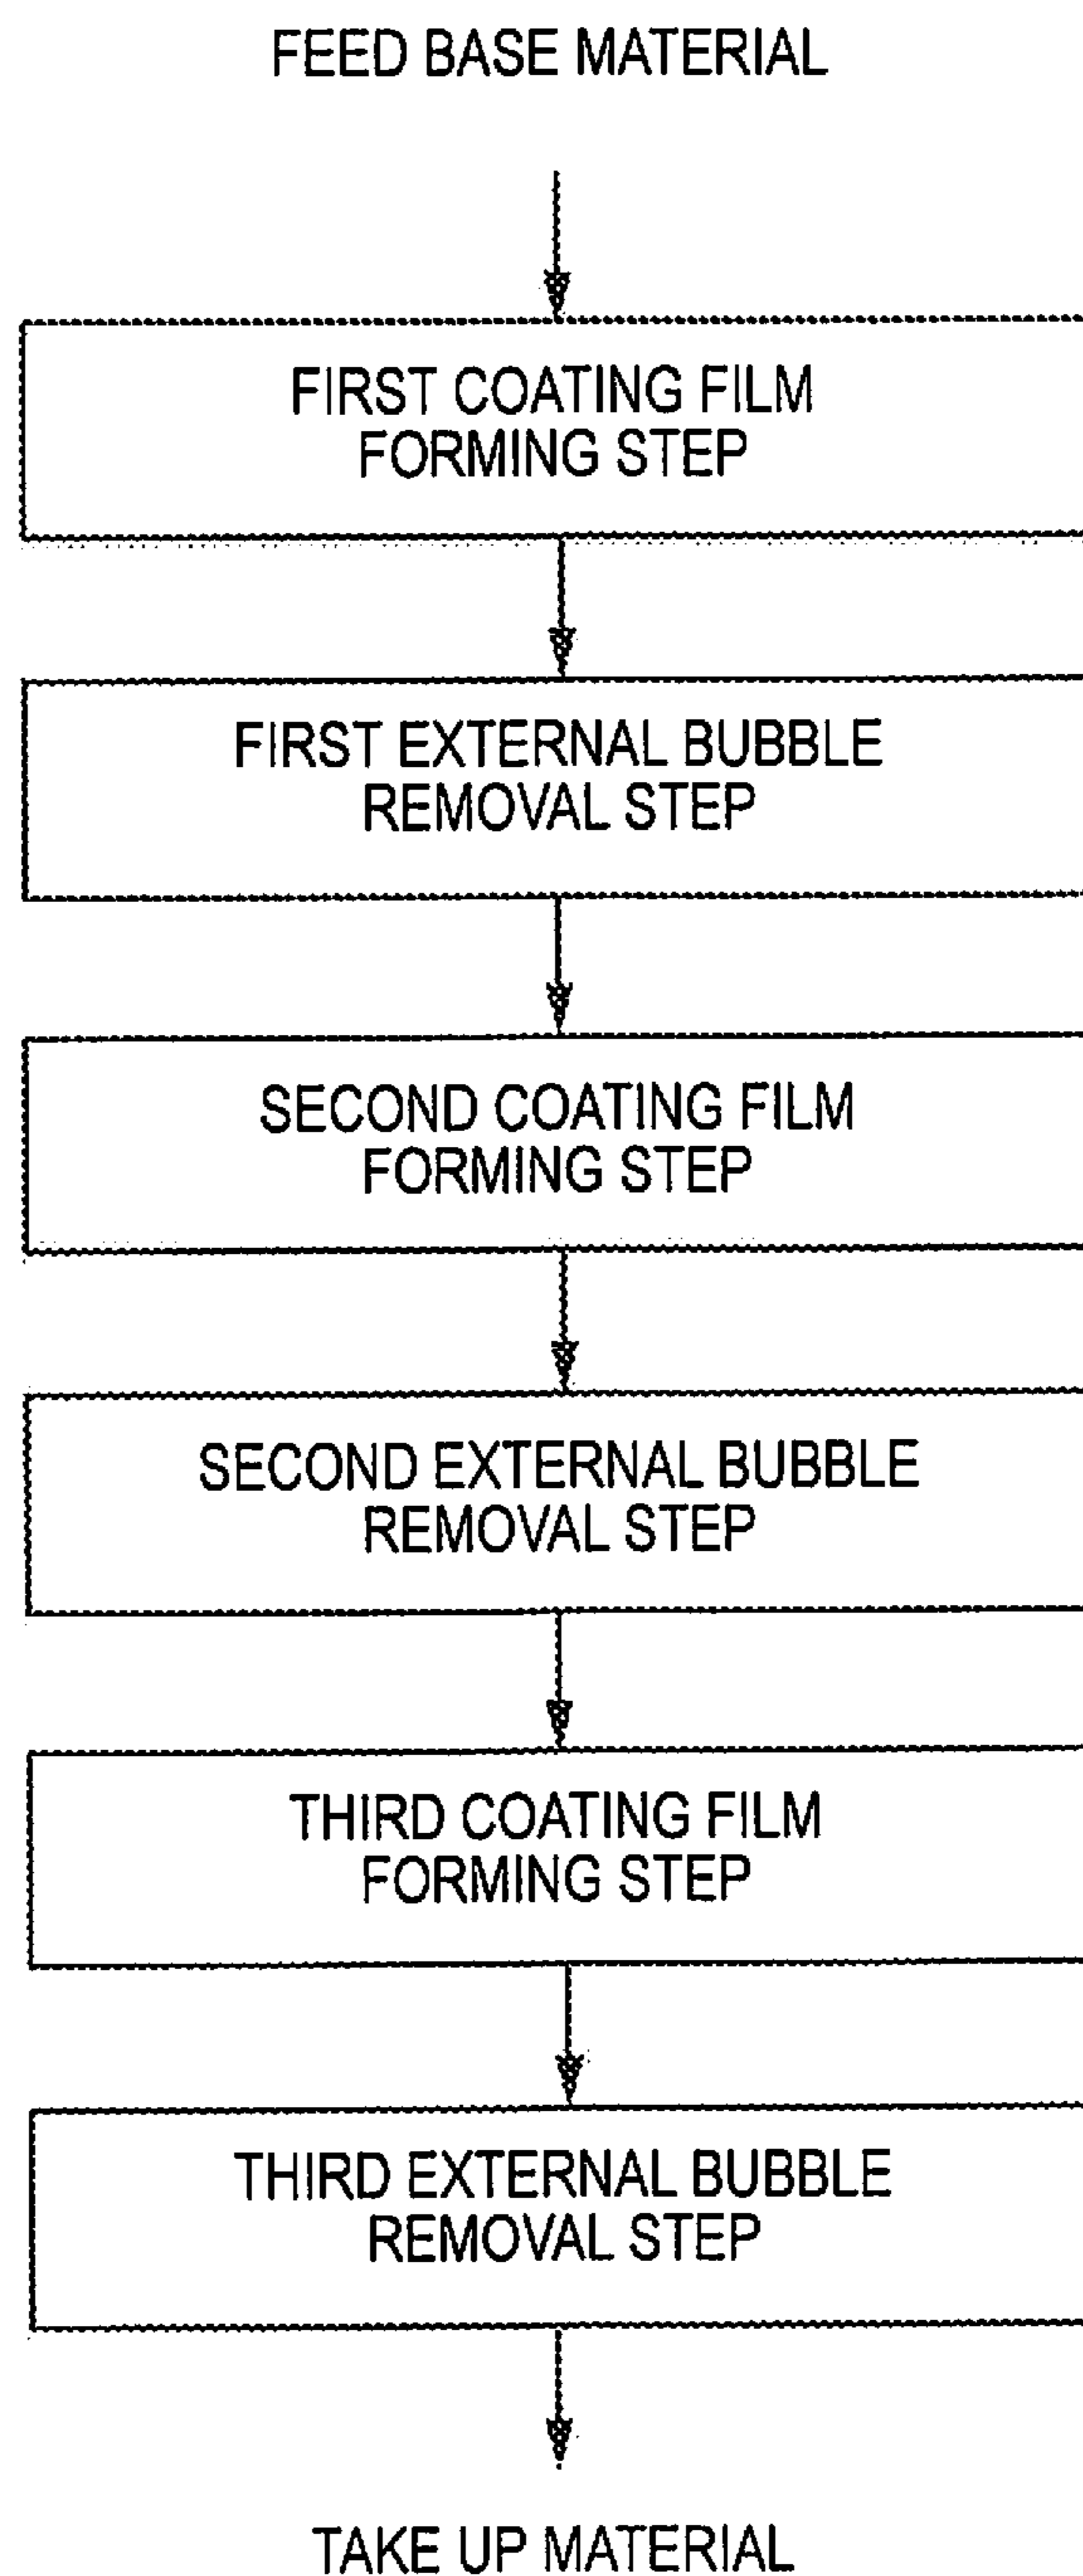 FEED BASE MATERIAL
FIRST COATING FILM
FORMING STEP
FIRST EXTERNAL BUBBLE
REMOVAL STEP
SECOND COATING FILM
FORMING STEP
SECOND EXTERNAL BUBBLE
REMOVAL STEP
THIRD COATING FILM
FORMING STEP
THIRD EXTERNAL BUBBLE
REMOVAL STEP
TAKE UP MATERIAL